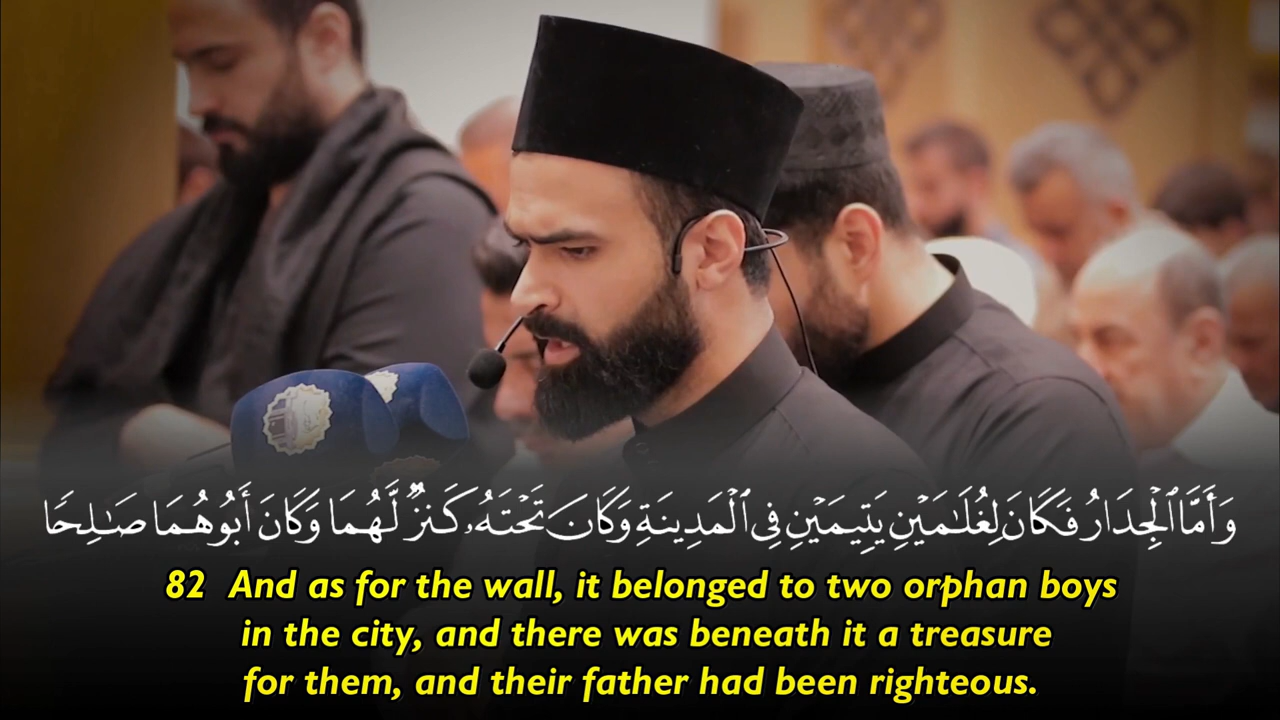 وَأَمَّا ٱلْجِدَارُ فَكَانَ لِغُلَـٰمَيْنِ يَتِيمَيْنِ فِى ٱلْمَدِينَةِ وَكَانَ تَحْتَهُۥ كَنزٌ لَّهُمَا وَكَانَ أَبُوهُمَا صَـٰلِحًا
82 And as for the wall, it belonged to two orphan boys
in the city, and there was beneath it a treasure
for them, and their father had been righteous.